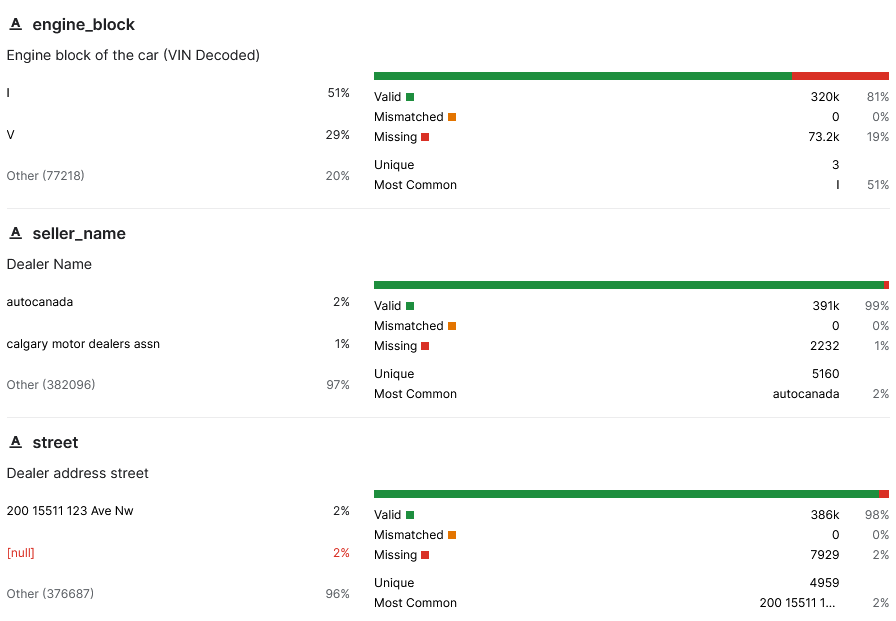 A engine_block
Engine block of the car (VIN Decoded)
I 51%
V 29%
Other (77218) 20%
Valid 320k 81%
Mismatched 0 0%
Missing 73.2k 19%
Unique 3
Most Common I 51%
A seller_name
Dealer Name
autocanada 2%
calgary motor dealers assn 1%
Other (382096) 97%
Valid 391k 99%
Mismatched 0 0%
Missing 2232 1%
Unique 5160
Most Common autocanada 2%
A street
Dealer address street
200 15511 123 Ave Nw 2%
[null] 2%
Other (376687) 96%
Valid 386k 98%
Mismatched 0 0%
Missing 7929 2%
Unique 4959
Most Common 200 15511 1... 2%